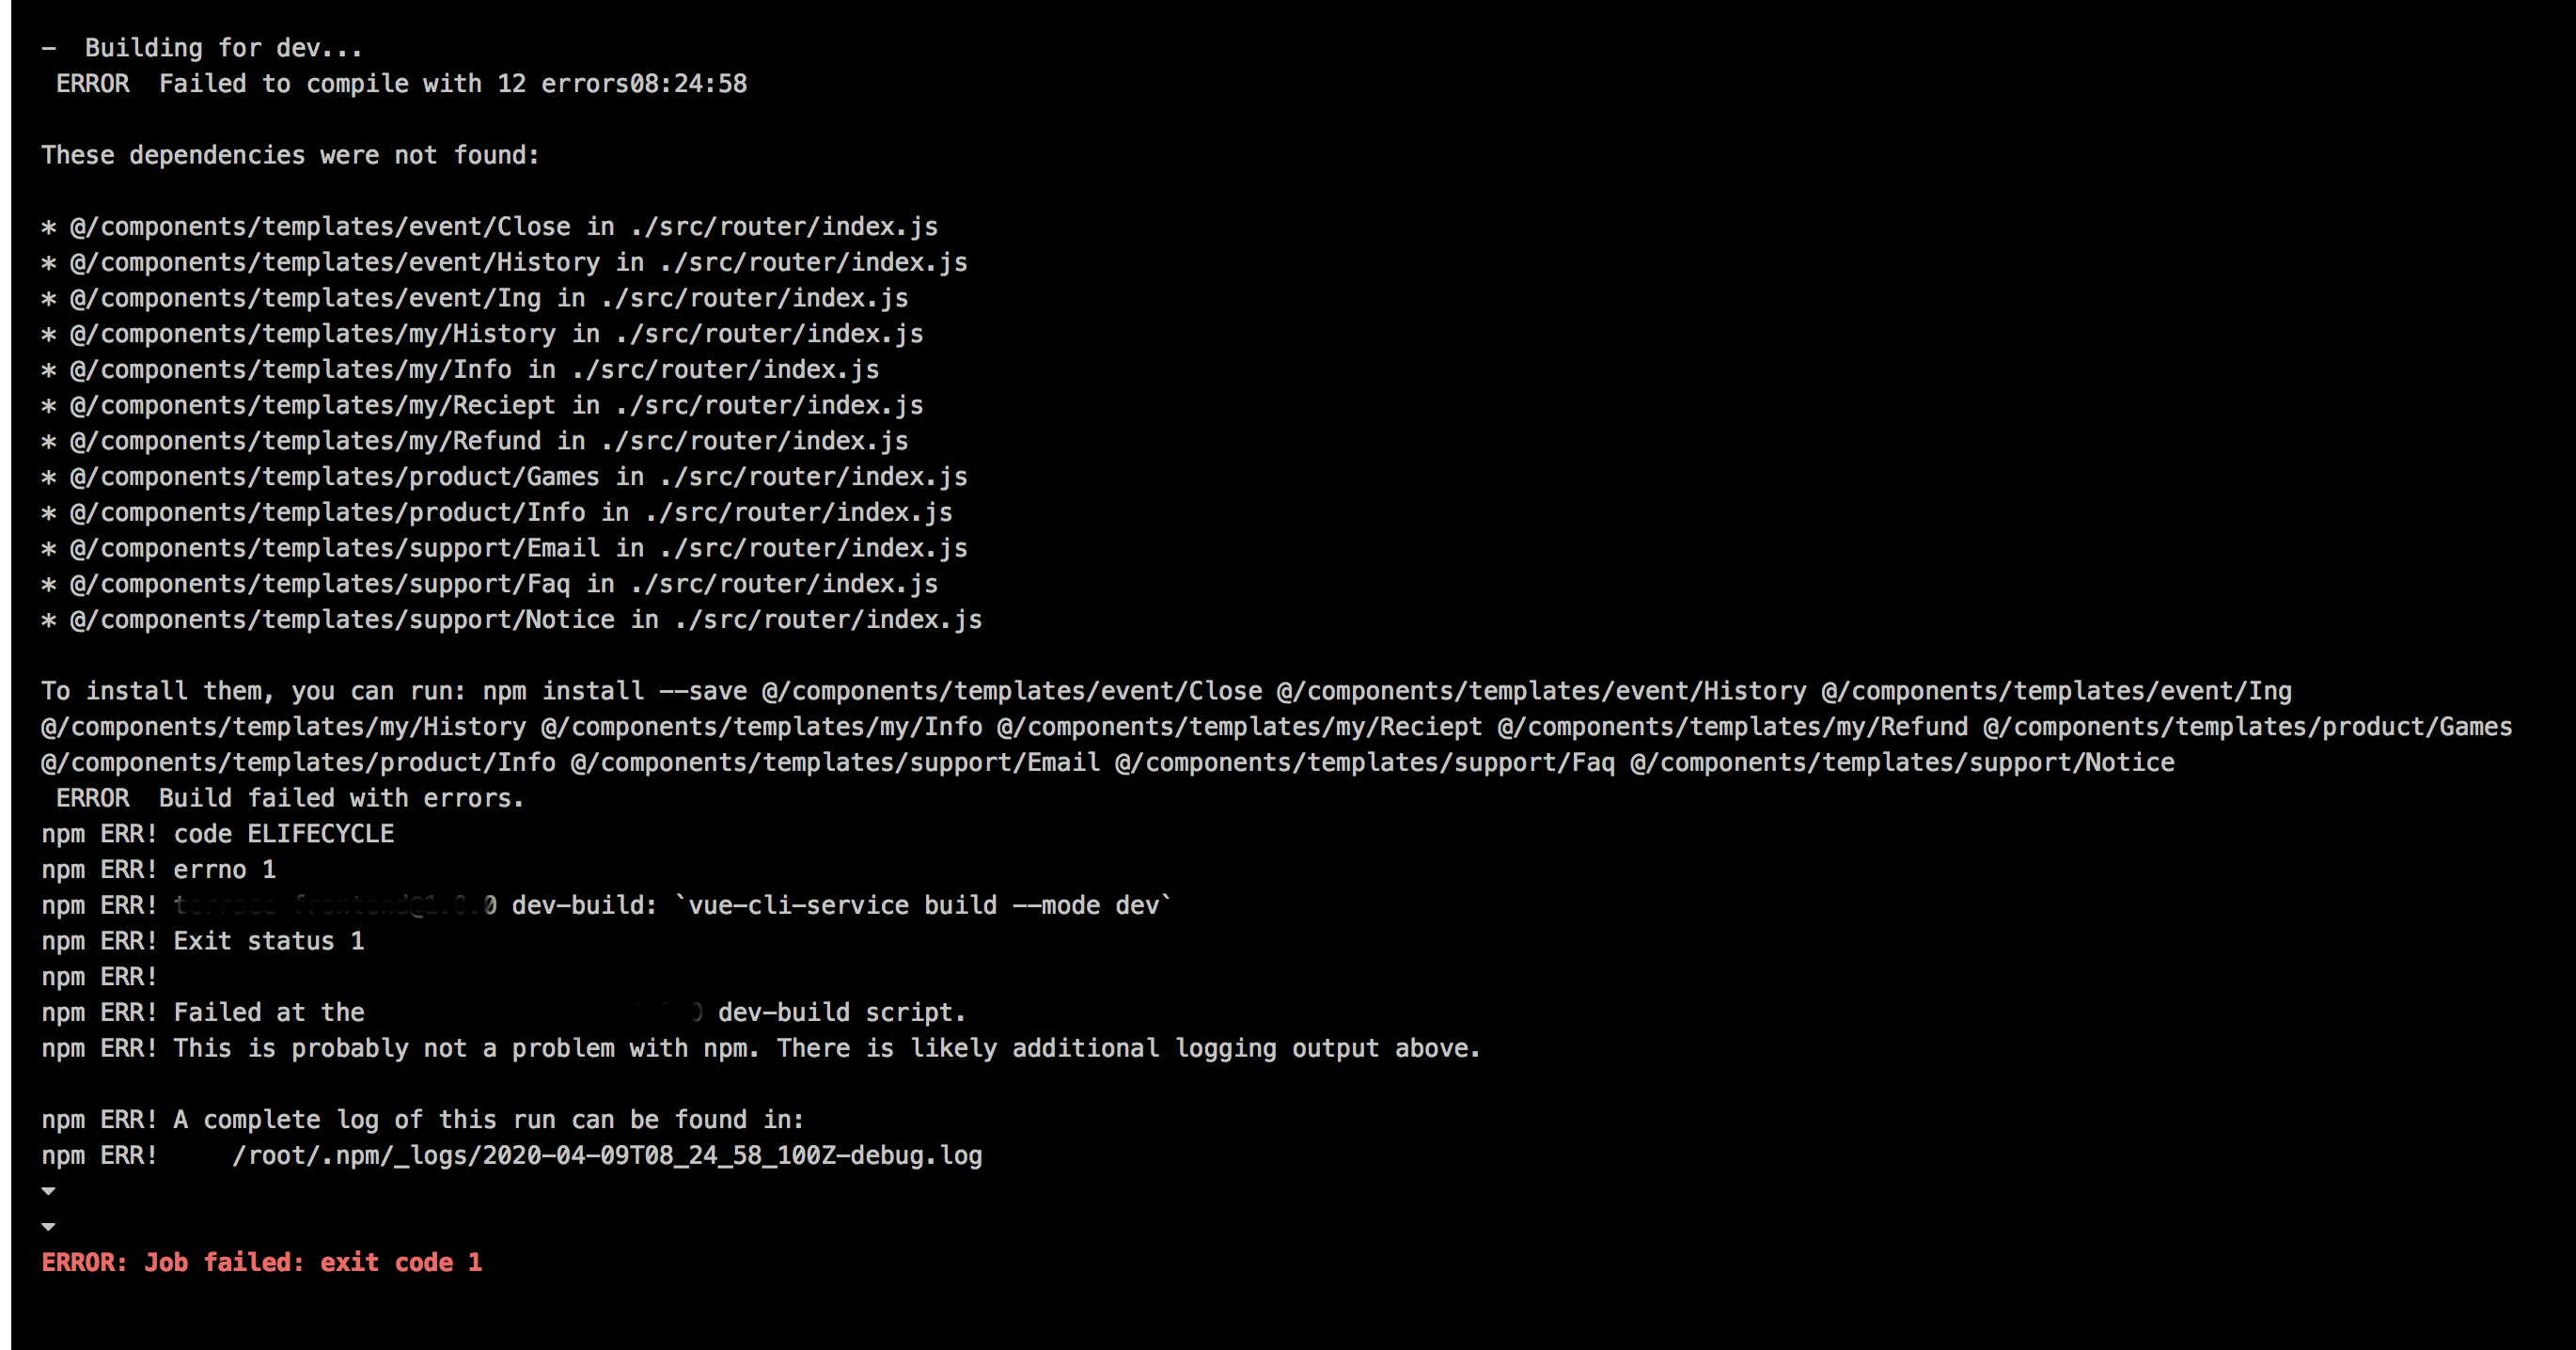 -  Building for dev...
 ERROR  Failed to compile with 12 errors08:24:58
These dependencies were not found:
* @/components/templates/event/Close in ./src/router/index.js
* @/components/templates/event/History in ./src/router/index.js
* @/components/templates/event/Ing in ./src/router/index.js
* @/components/templates/my/History in ./src/router/index.js
* @/components/templates/my/Info in ./src/router/index.js
* @/components/templates/my/Reciept in ./src/router/index.js
* @/components/templates/my/Refund in ./src/router/index.js
* @/components/templates/product/Games in ./src/router/index.js
* @/components/templates/product/Info in ./src/router/index.js
* @/components/templates/support/Email in ./src/router/index.js
* @/components/templates/support/Faq in ./src/router/index.js
* @/components/templates/support/Notice in ./src/router/index.js
To install them, you can run: npm install --save @/components/templates/event/Close @/components/templates/event/History @/components/templates/event/Ing
@/components/templates/my/History @/components/templates/my/Info @/components/templates/my/Reciept @/components/templates/my/Refund @/components/templates/product/Games
@/components/templates/product/Info @/components/templates/support/Email @/components/templates/support/Faq @/components/templates/support/Notice
 ERROR  Build failed with errors.
npm ERR! code ELIFECYCLE
npm ERR! errno 1
npm ERR! dev-build: `vue-cli-service build --mode dev`
npm ERR! Exit status 1
npm ERR!
npm ERR! Failed at the dev-build script.
npm ERR! This is probably not a problem with npm. There is likely additional logging output above.
npm ERR! A complete log of this run can be found in:
npm ERR!     /root/.npm/_logs/2020-04-09T08_24_58_100Z-debug.log
ERROR: Job failed: exit code 1